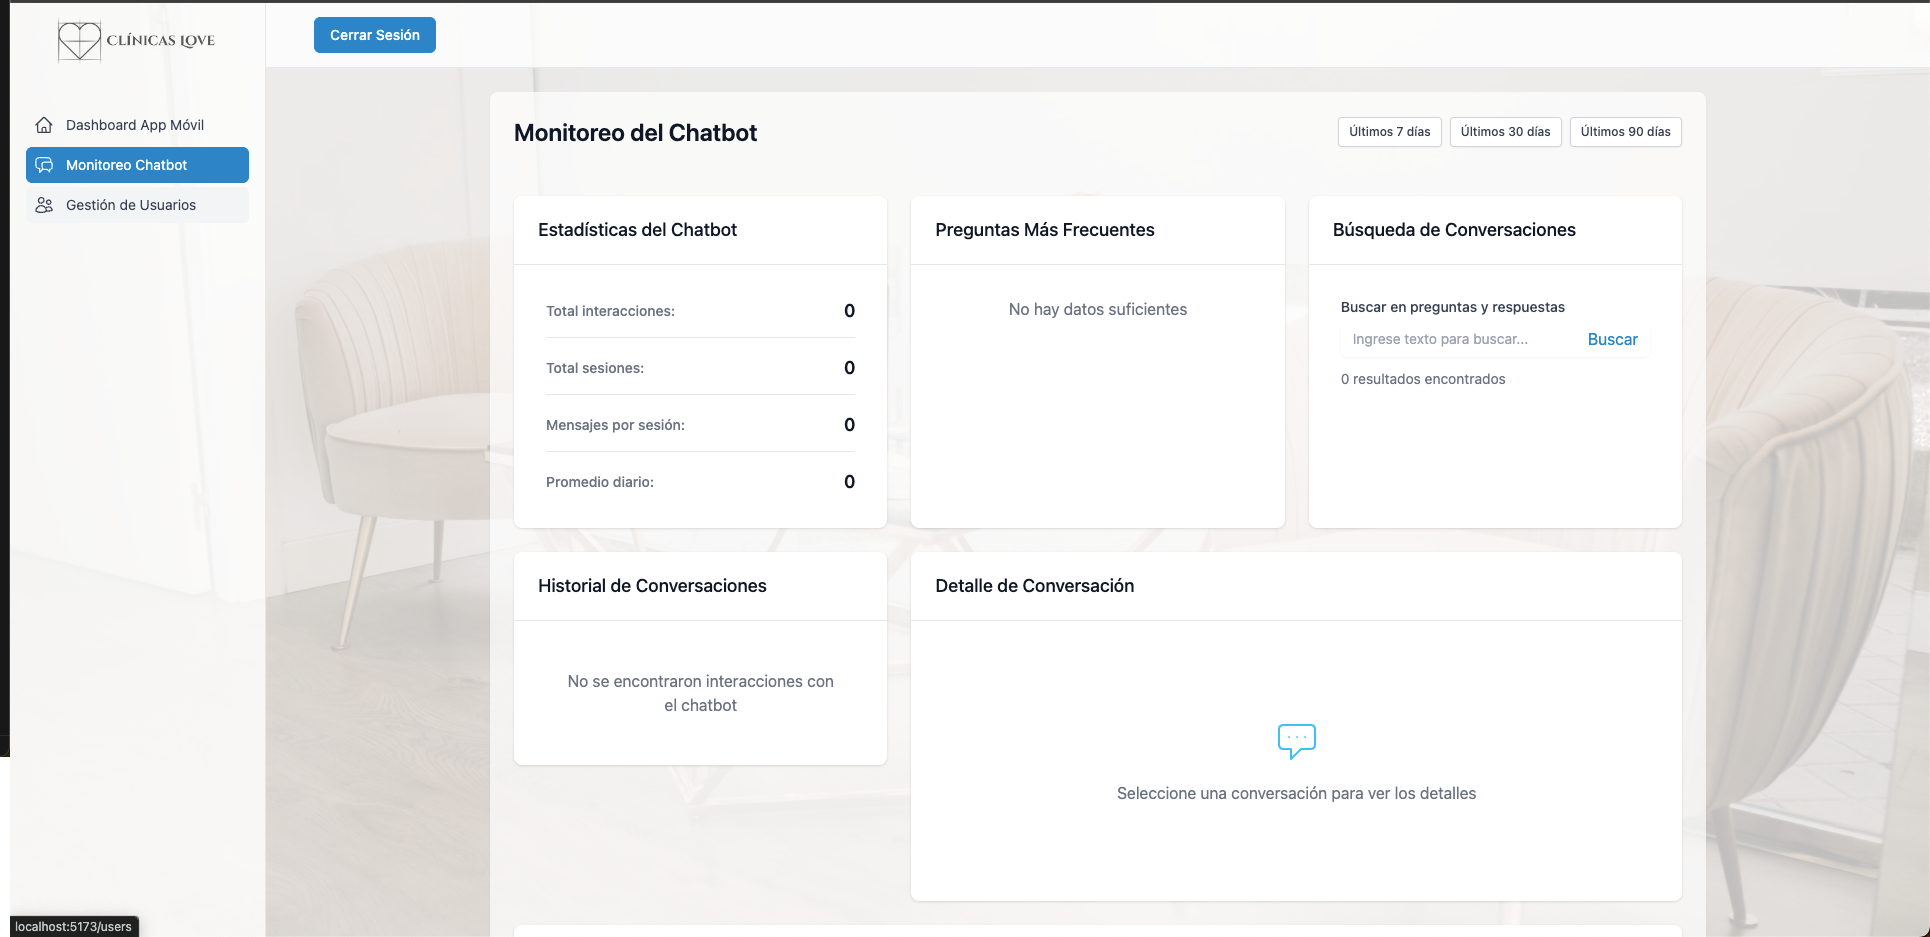 CLÍNICAS LOVE
Cerrar Sesión
Dashboard App Móvil
Monitoreo Chatbot
Gestión de Usuarios
Monitoreo del Chatbot
Últimos 7 días
Últimos 30 días
Últimos 90 días
Estadísticas del Chatbot
Total interacciones: 0
Total sesiones: 0
Mensajes por sesión: 0
Promedio diario: 0
Preguntas Más Frecuentes
No hay datos suficientes
Búsqueda de Conversaciones
Buscar en preguntas y respuestas
Ingrese texto para buscar... Buscar
0 resultados encontrados
Historial de Conversaciones
No se encontraron interacciones con
el chatbot
Detalle de Conversación
Seleccione una conversación para ver los detalles
localhost:5173/users